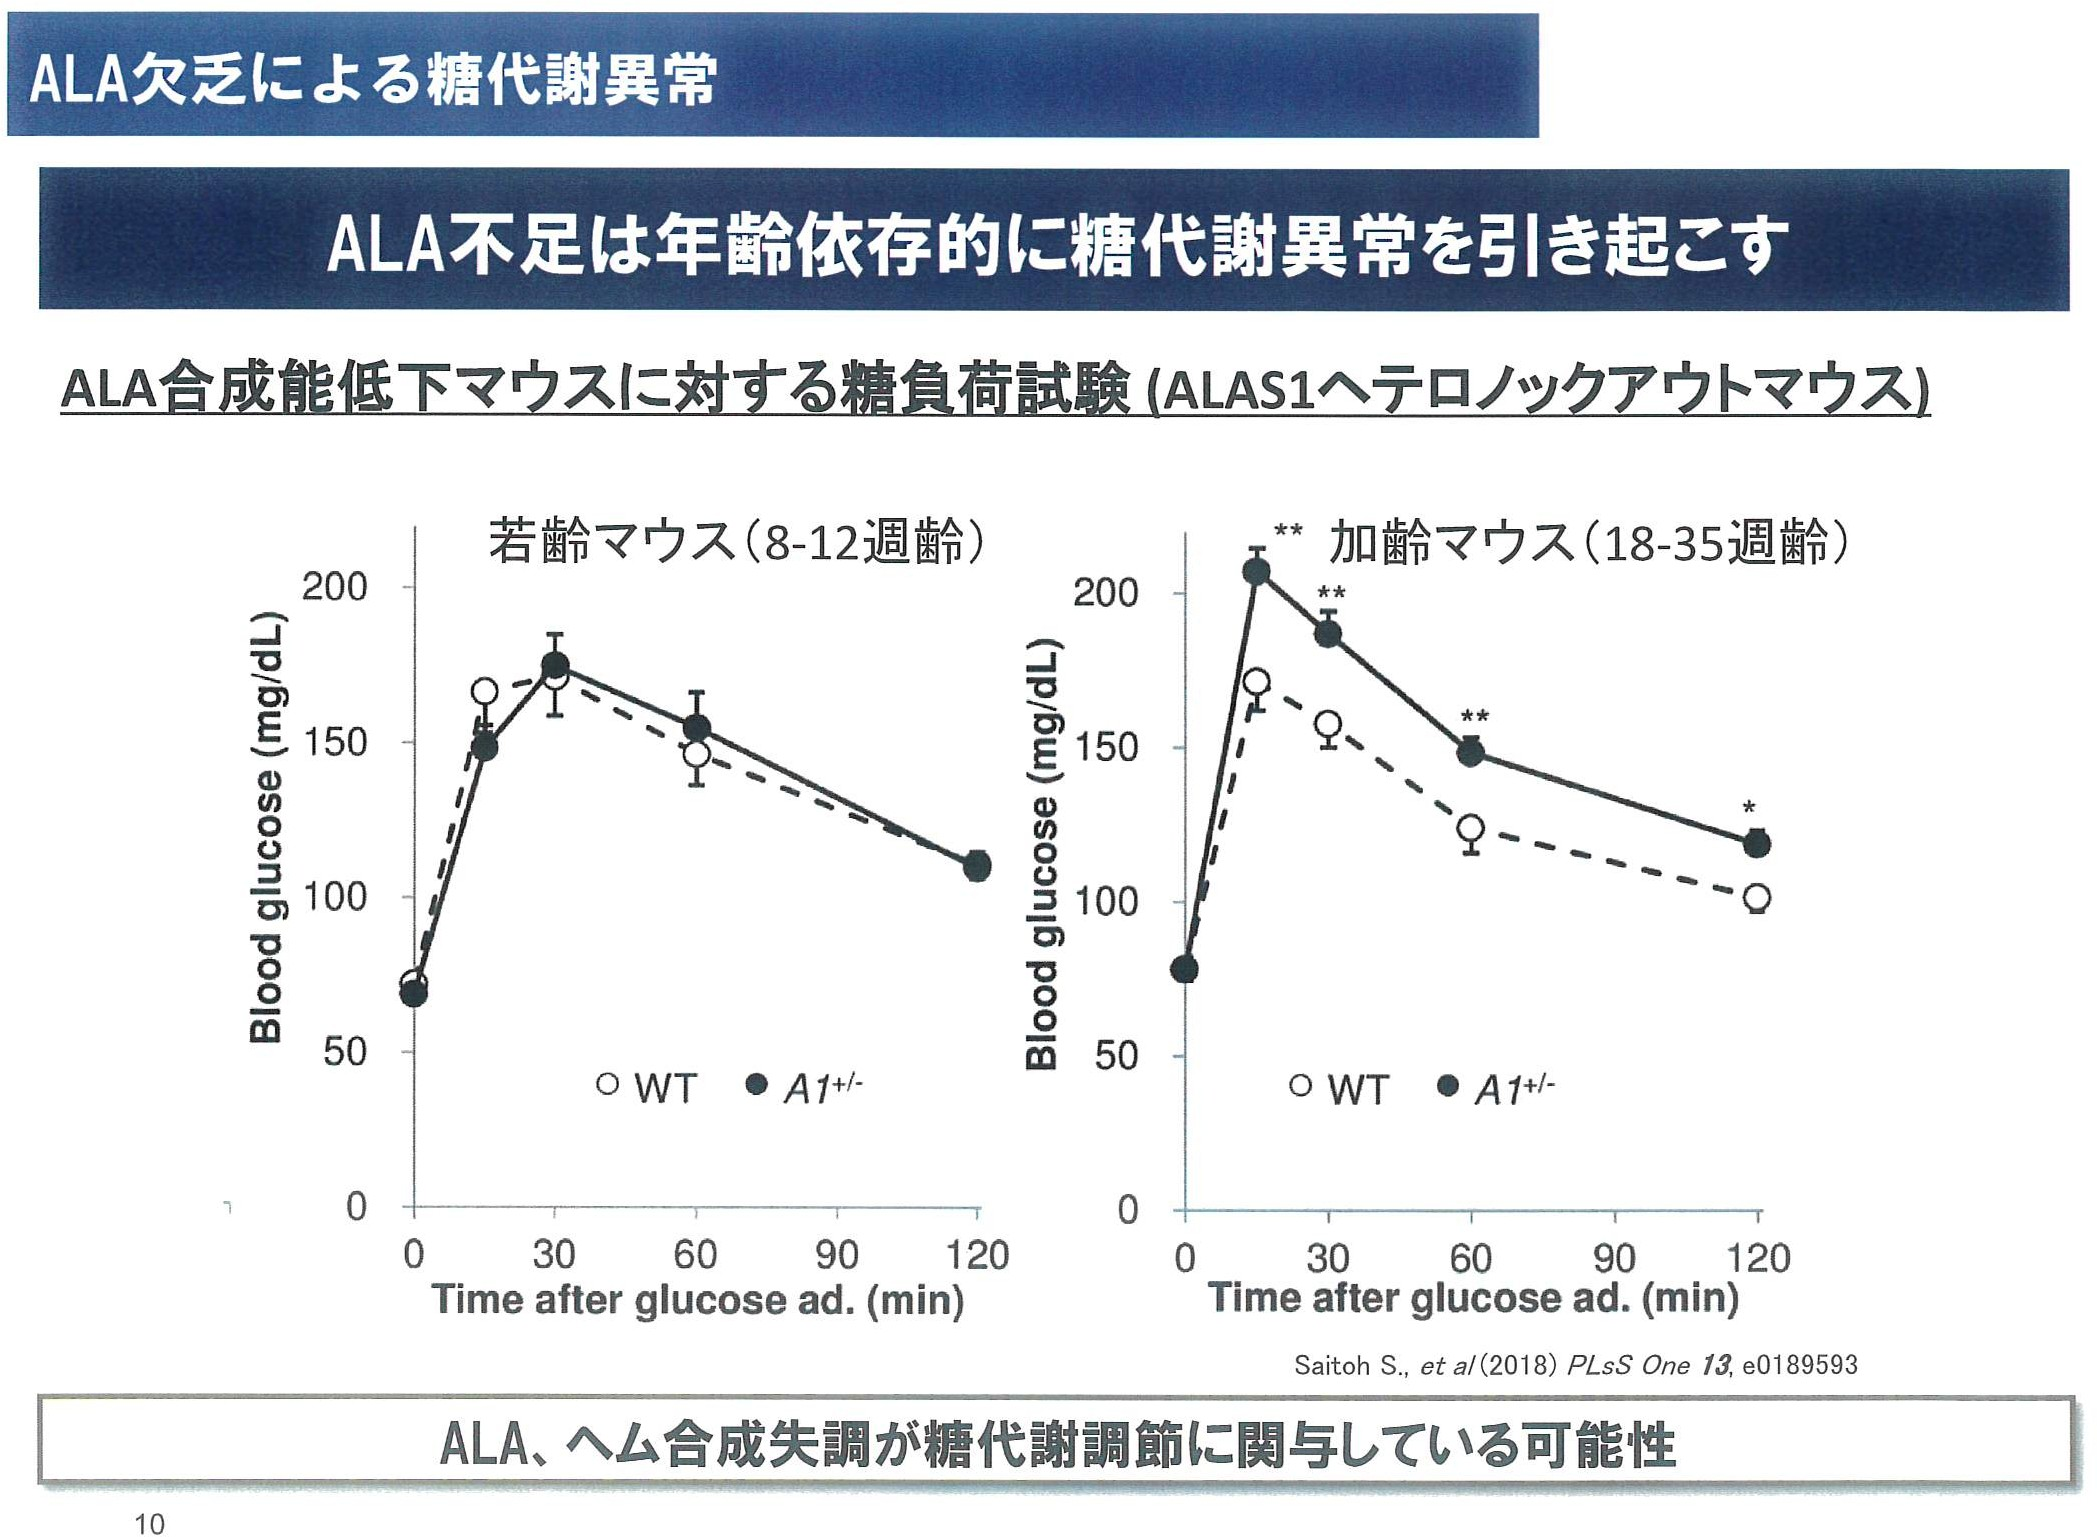 ALA欠乏による糖代謝異常
ALA不足は年齢依存的に糖代謝異常を引き起こす
ALA合成能低下マウスに対する糖負荷試験 (ALAS1ヘテロノックアウトマウス)
若齢マウス（8-12週齢）
200
150
100
50
0
Blood glucose (mg/dL)
WT
A1+/-
0 30 60 90 120
Time after glucose ad. (min)
** 加齢マウス（18-35週齢）
**
**
*
200
150
100
50
0
Blood glucose (mg/dL)
WT
A1+/-
0 30 60 90 120
Time after glucose ad. (min)
Saitoh S., et al (2018) PLsS One 13, e0189593
ALA、ヘム合成失調が糖代謝調節に関与している可能性
10